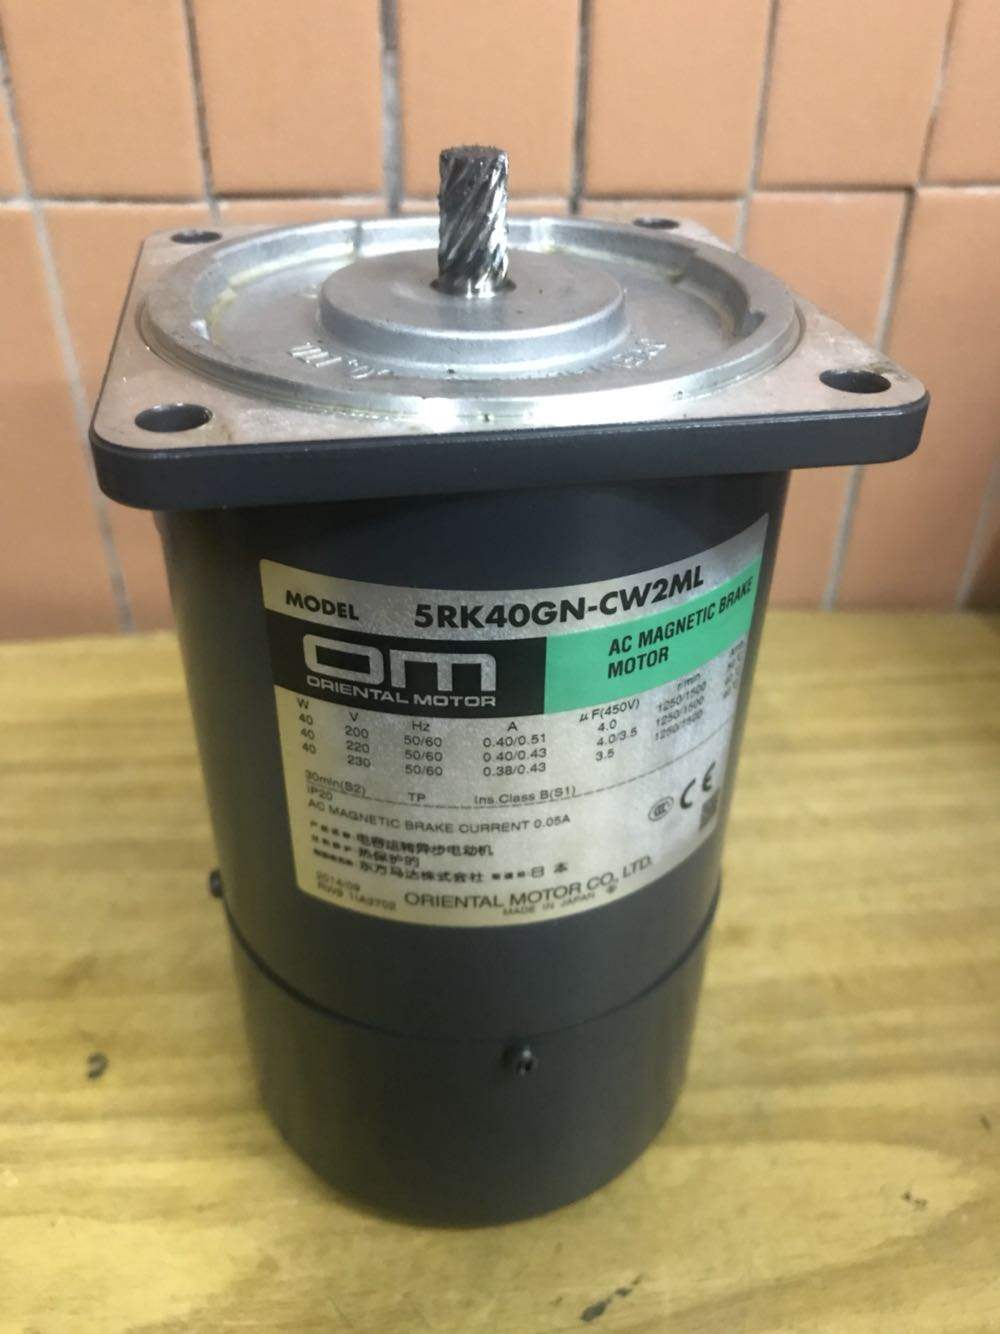 MODEL 5RK40GN-CW2ML
OM
ORIENTAL MOTOR
AC MAGNETIC BRAKE
MOTOR
W V Hz A μF(450V) r/min
40 200 50/60 0.40/0.51 4.0 1250/1500
40 220 50/60 0.40/0.43 4.0/3.5 1250/1500
40 230 50/60 0.38/0.43 3.5 1250/1500
30min(S2)
IP20 TP Ins.Class B(S1)
AC MAGNETIC BRAKE CURRENT 0.05A
CCC CE
电容运转异步电动机
热保护的
东方马达株式会社 日本
2014/09
ORIENTAL MOTOR CO., LTD.
MADE IN JAPAN